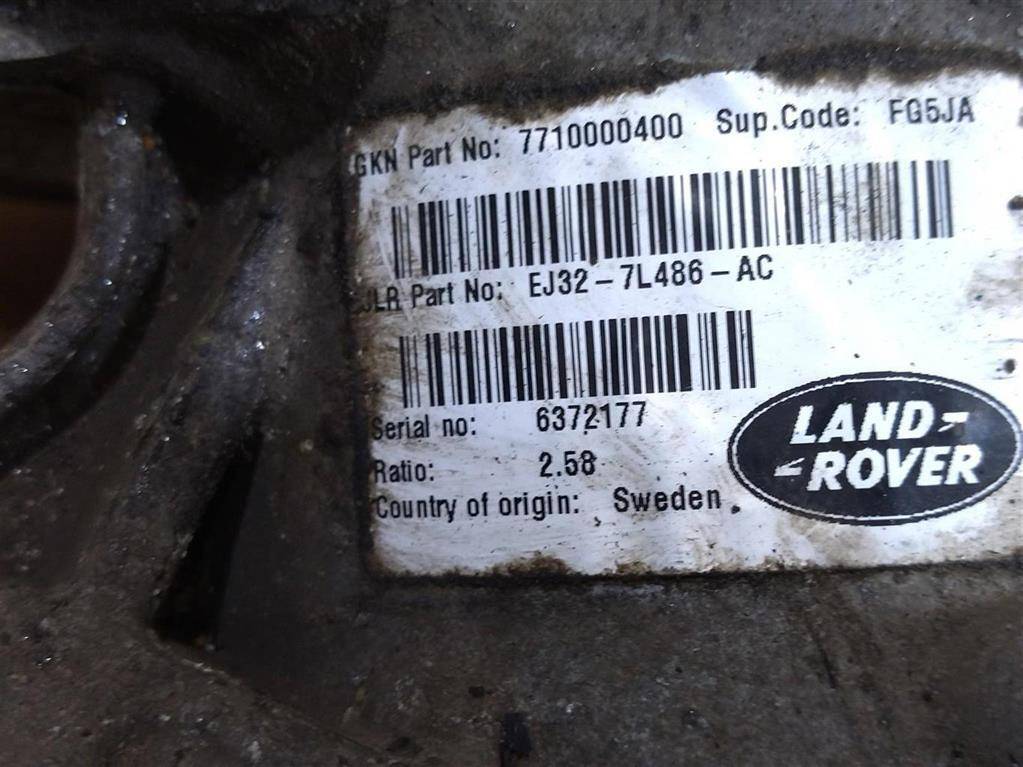 GKN Part No: 7710000400 Sup.Code: FG5JA
JLR Part No: EJ32-7L486-AC
Serial no: 6372177
Ratio: 2.58
Country of origin: Sweden
LAND-
-ROVER